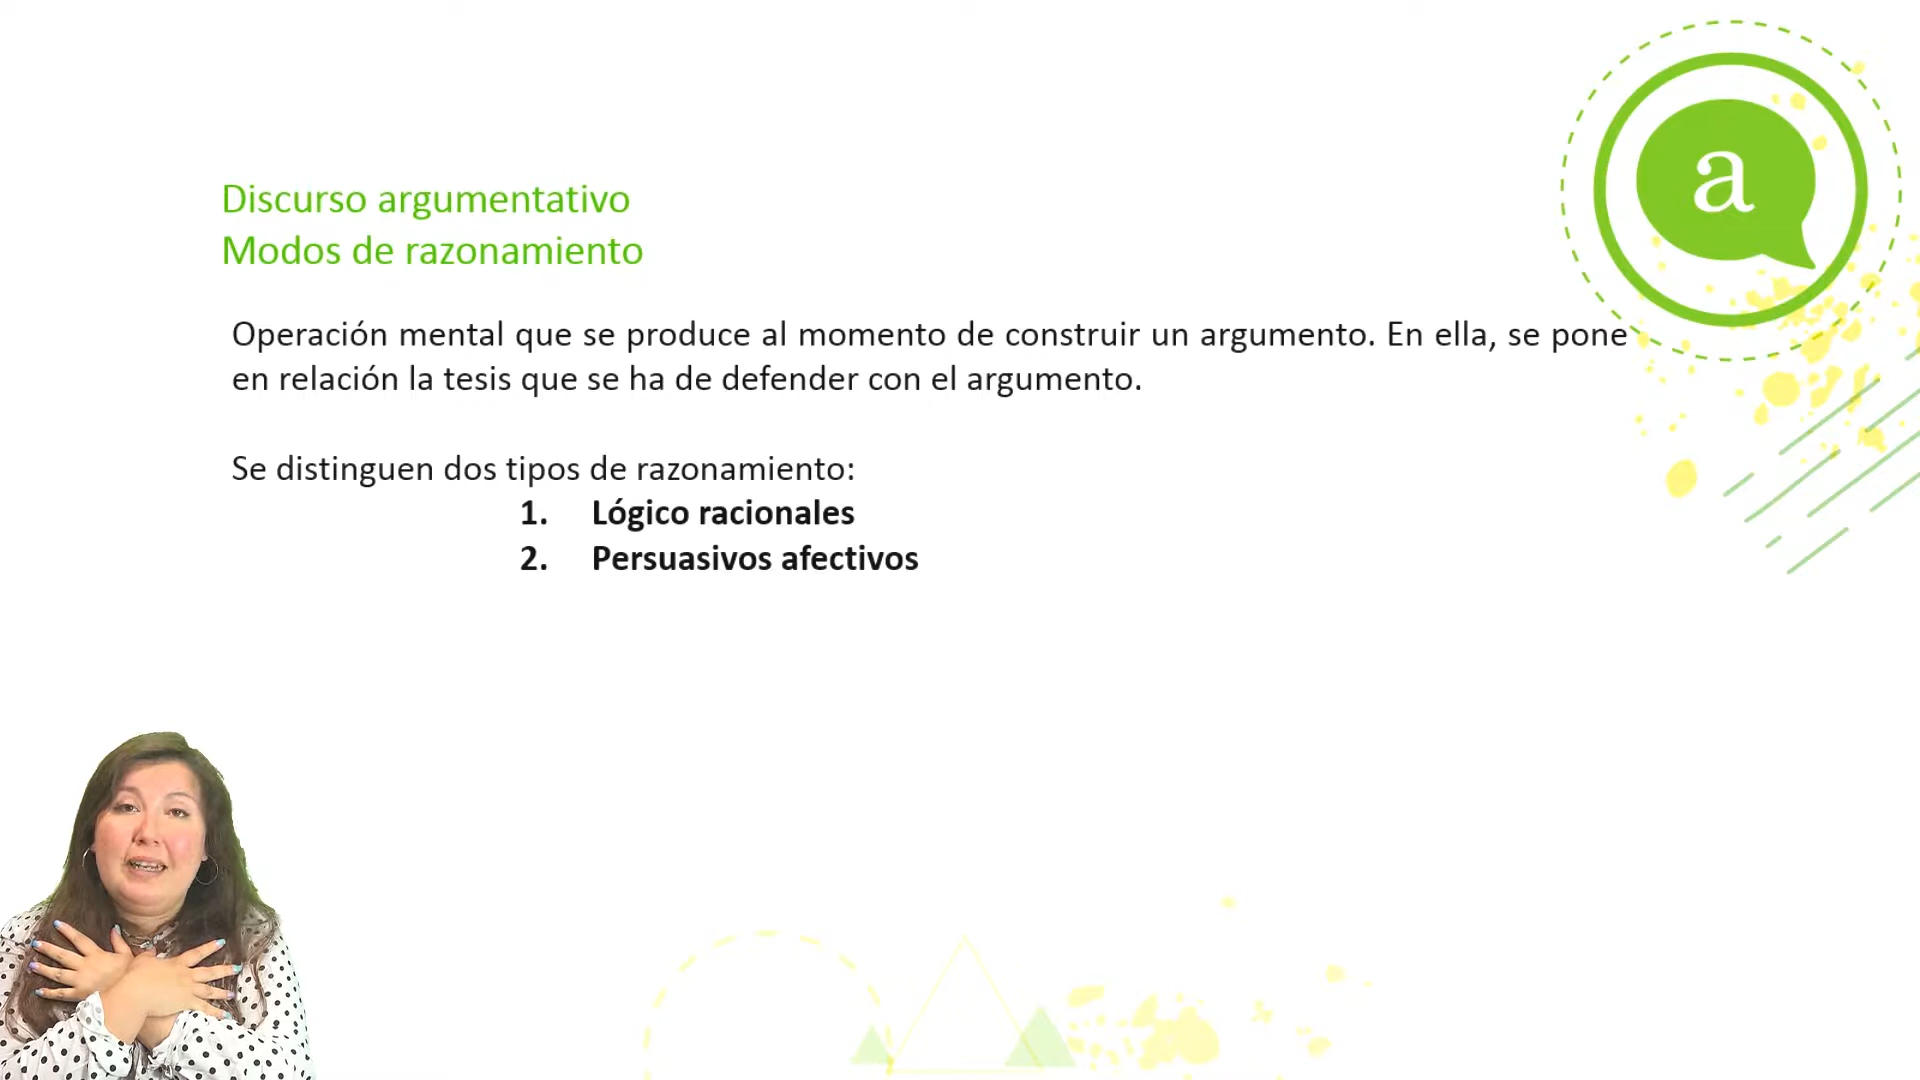 a
Discurso argumentativo
Modos de razonamiento
Operación mental que se produce al momento de construir un argumento. En ella, se pone
en relación la tesis que se ha de defender con el argumento.
Se distinguen dos tipos de razonamiento:
1. Lógico racionales
2. Persuasivos afectivos